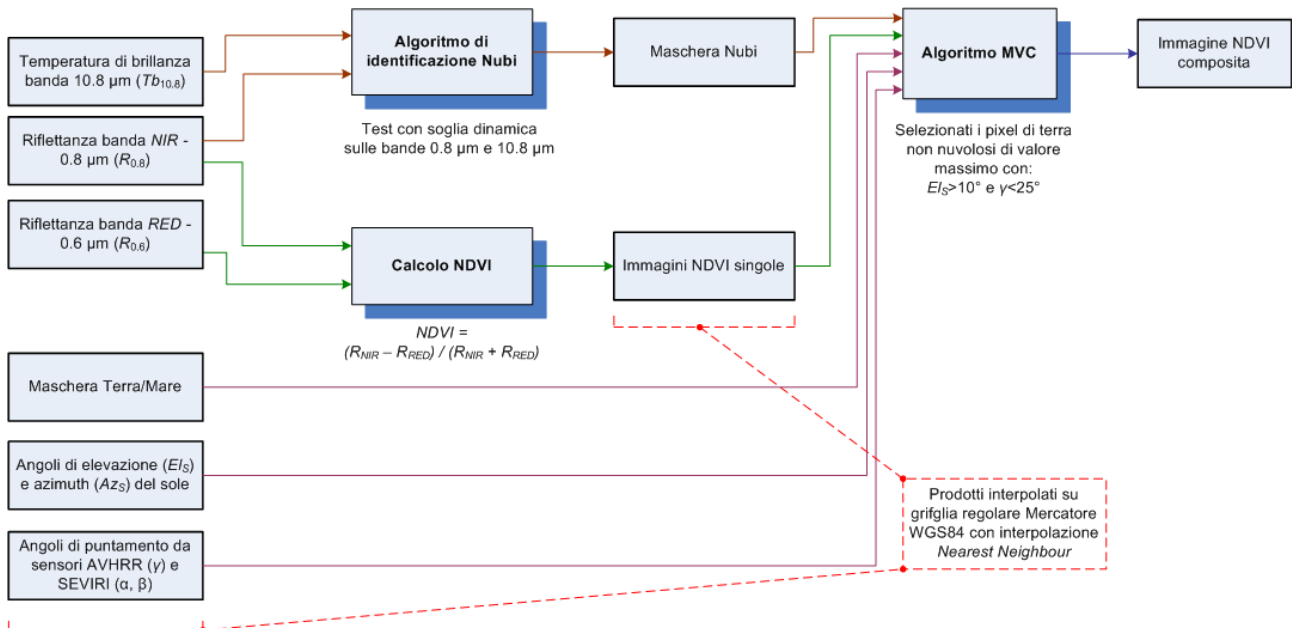 Temperatura di brillanza
banda 10.8 µm (Tb10.8)
Riflettanza banda NIR -
0.8 µm (R0.8)
Riflettanza banda RED -
0.6 µm (R0.6)
Maschera Terra/Mare
Angoli di elevazione (ElS)
e azimuth (AzS) del sole
Angoli di puntamento da
sensori AVHRR (γ) e
SEVIRI (α, β)
Algoritmo di
identificazione Nubi
Test con soglia dinamica
sulle bande 0.8 µm e 10.8 µm
Calcolo NDVI
NDVI =
(RNIR – RRED) / (RNIR + RRED)
Maschera Nubi
Immagini NDVI singole
Algoritmo MVC
Selezionati i pixel di terra
non nuvolosi di valore
massimo con:
ElS>10° e γ<25°
Immagine NDVI
composita
Prodotti interpolati su
grifglia regolare Mercatore
WGS84 con interpolazione
Nearest Neighbour